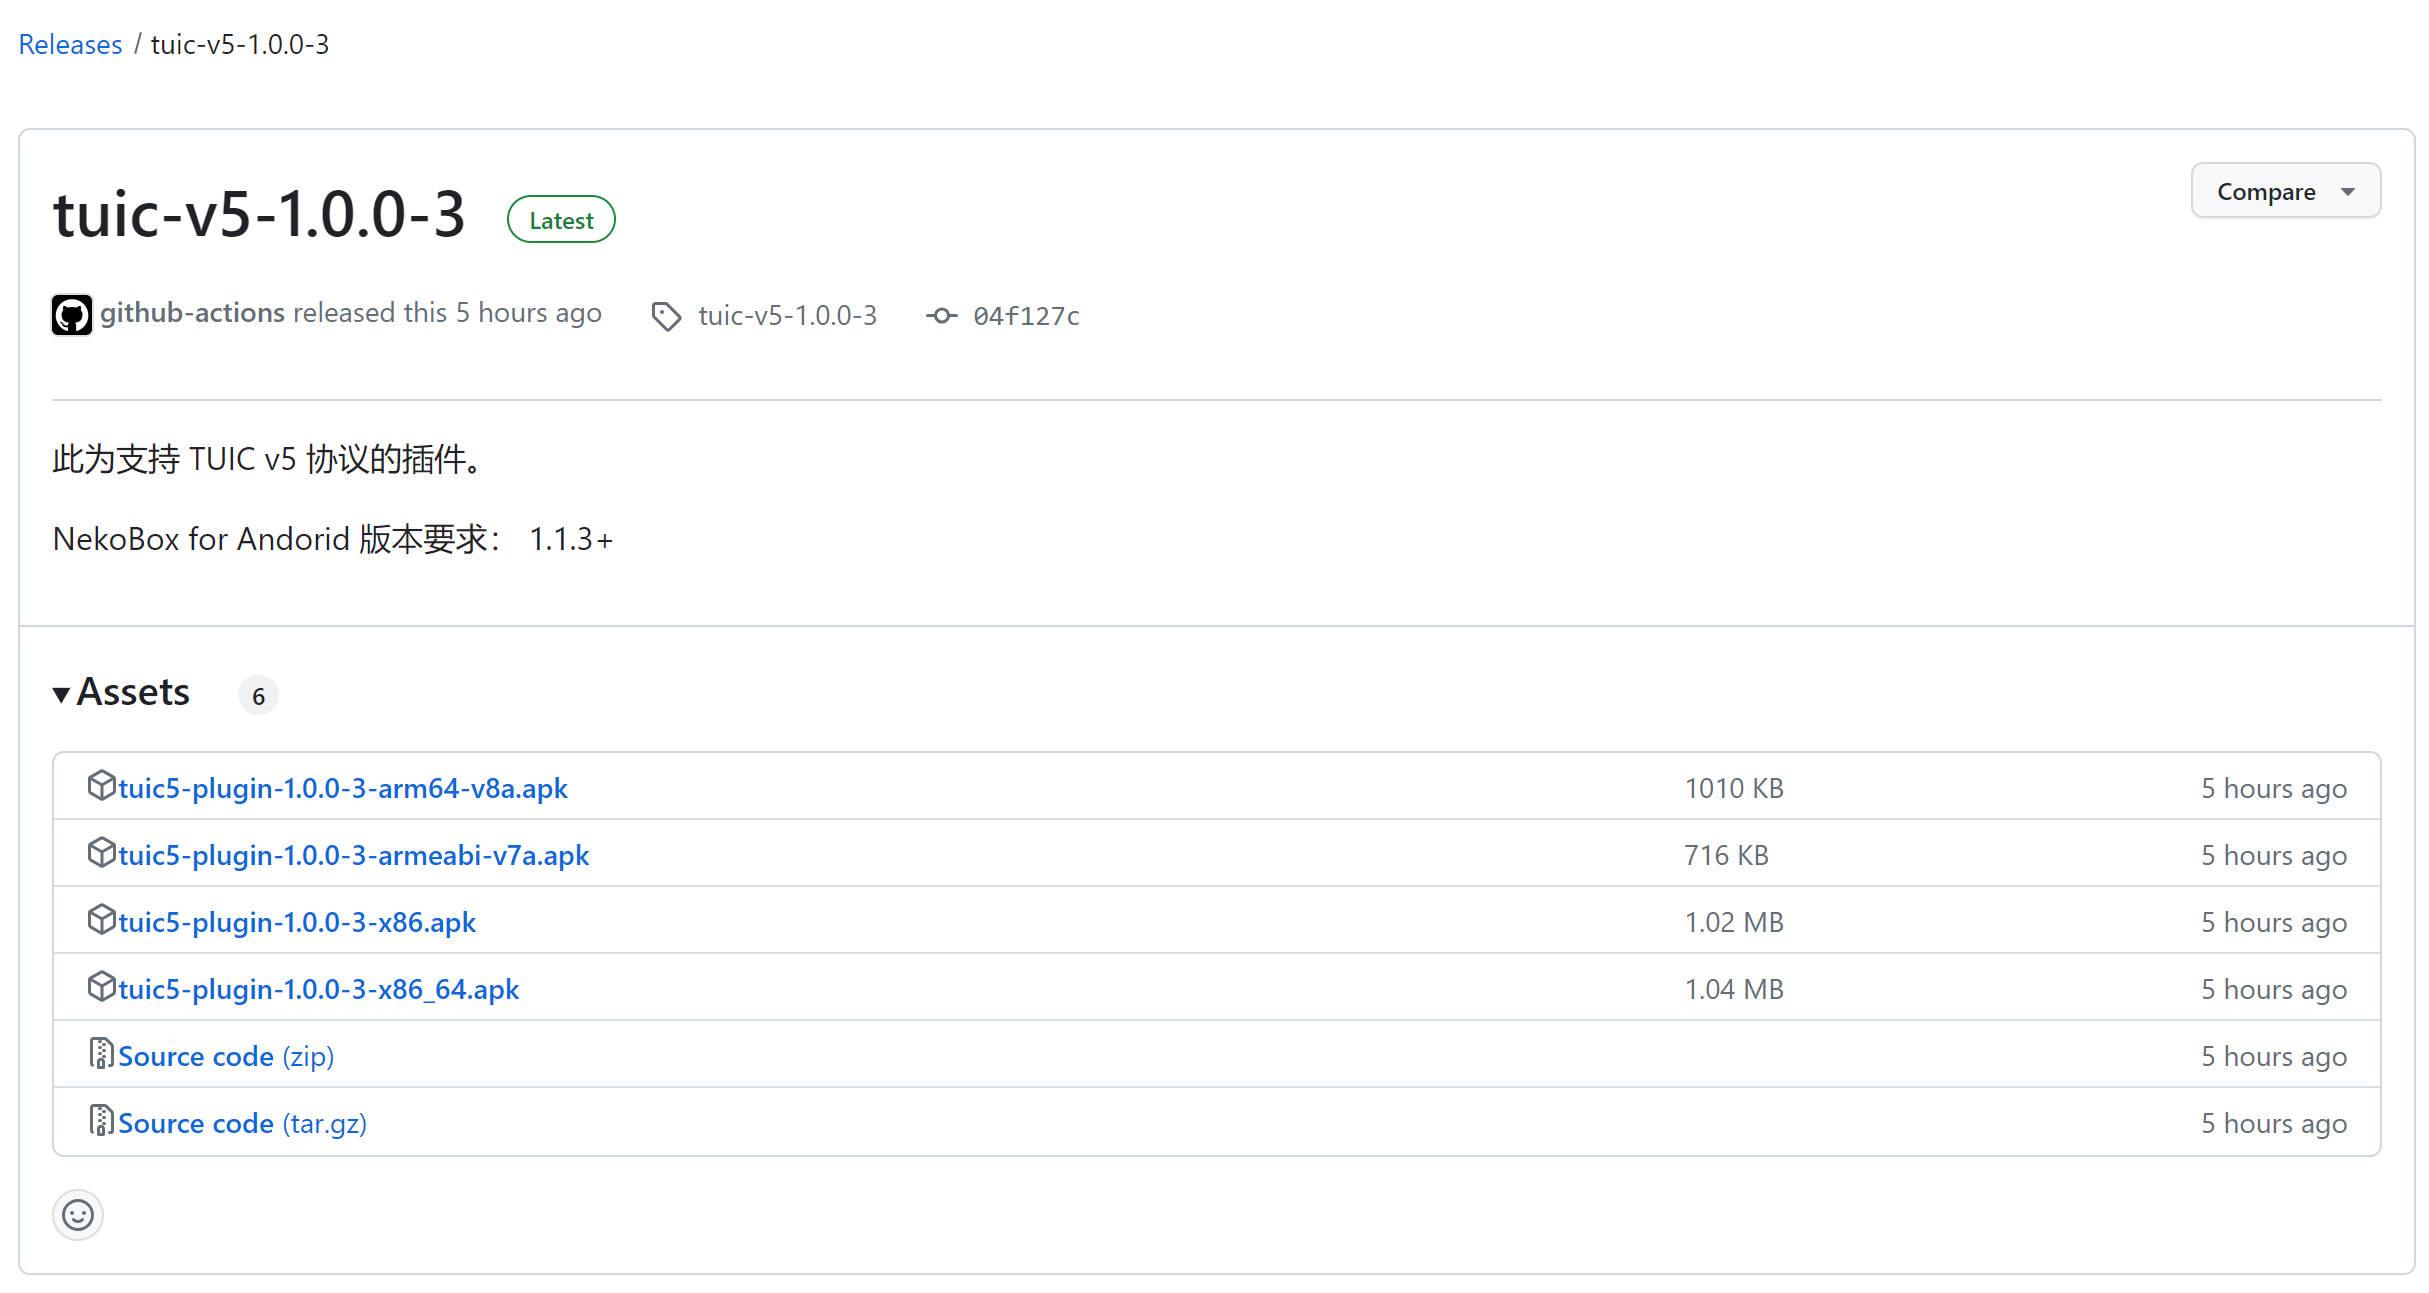 Releases / tuic-v5-1.0.0-3
tuic-v5-1.0.0-3 Latest Compare
github-actions released this 5 hours ago tuic-v5-1.0.0-3 04f127c
此为支持 TUIC v5 协议的插件。
NekoBox for Andorid 版本要求： 1.1.3+
Assets 6
tuic5-plugin-1.0.0-3-arm64-v8a.apk 1010 KB 5 hours ago
tuic5-plugin-1.0.0-3-armeabi-v7a.apk 716 KB 5 hours ago
tuic5-plugin-1.0.0-3-x86.apk 1.02 MB 5 hours ago
tuic5-plugin-1.0.0-3-x86_64.apk 1.04 MB 5 hours ago
Source code (zip) 5 hours ago
Source code (tar.gz) 5 hours ago